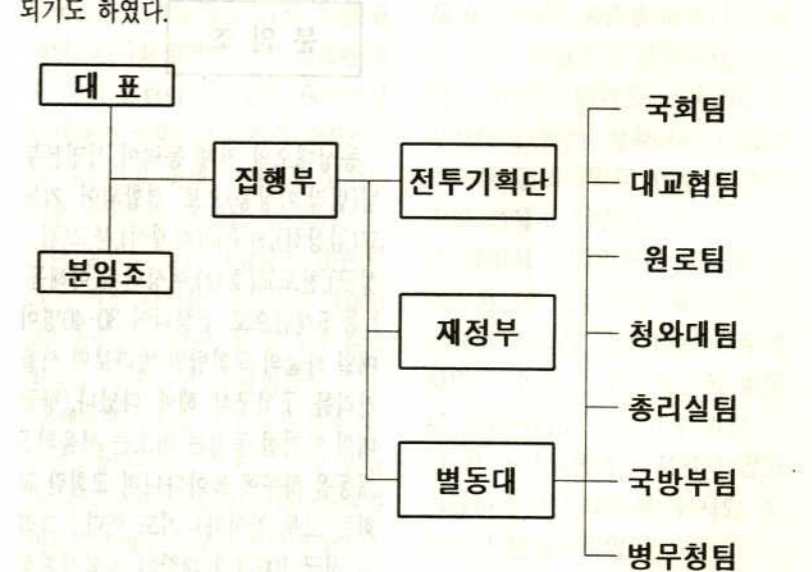 되기도 하였다.
대 표
집행부
전투기획단
분임조
재정부
별동대
국회팀
대교협팀
원로팀
청와대팀
총리실팀
국방부팀
병무청팀